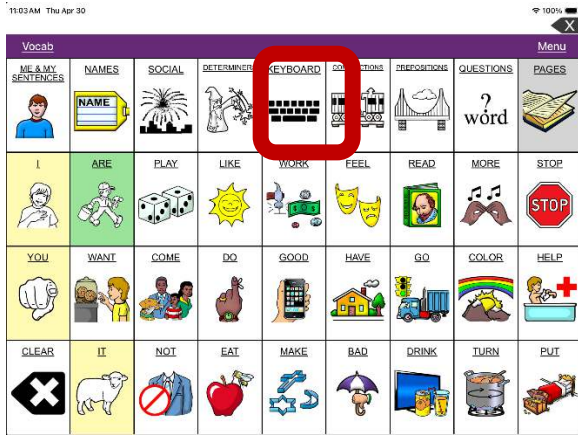 11:03 AM Thu Apr 30
100%
Vocab Menu
ME & MY SENTENCES NAMES SOCIAL DETERMINERS KEYBOARD PREPOSITIONS QUESTIONS PAGES
NAME
?
word
I ARE PLAY LIKE WORK FEEL READ MORE STOP
STOP
YOU WANT COME DO GOOD HAVE GO COLOR HELP
CLEAR IT NOT EAT MAKE BAD DRINK TURN PUT